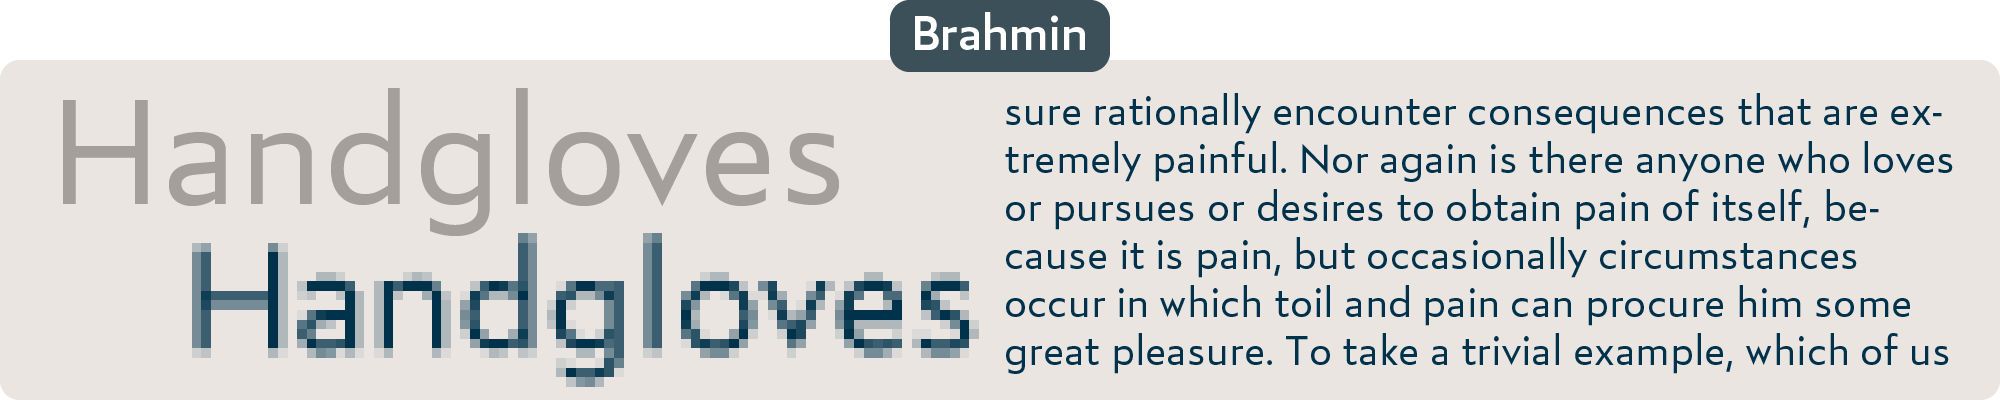 Brahmin
Handgloves
Handgloves
sure rationally encounter consequences that are ex-
tremely painful. Nor again is there anyone who loves
or pursues or desires to obtain pain of itself, be-
cause it is pain, but occasionally circumstances
occur in which toil and pain can procure him some
great pleasure. To take a trivial example, which of us